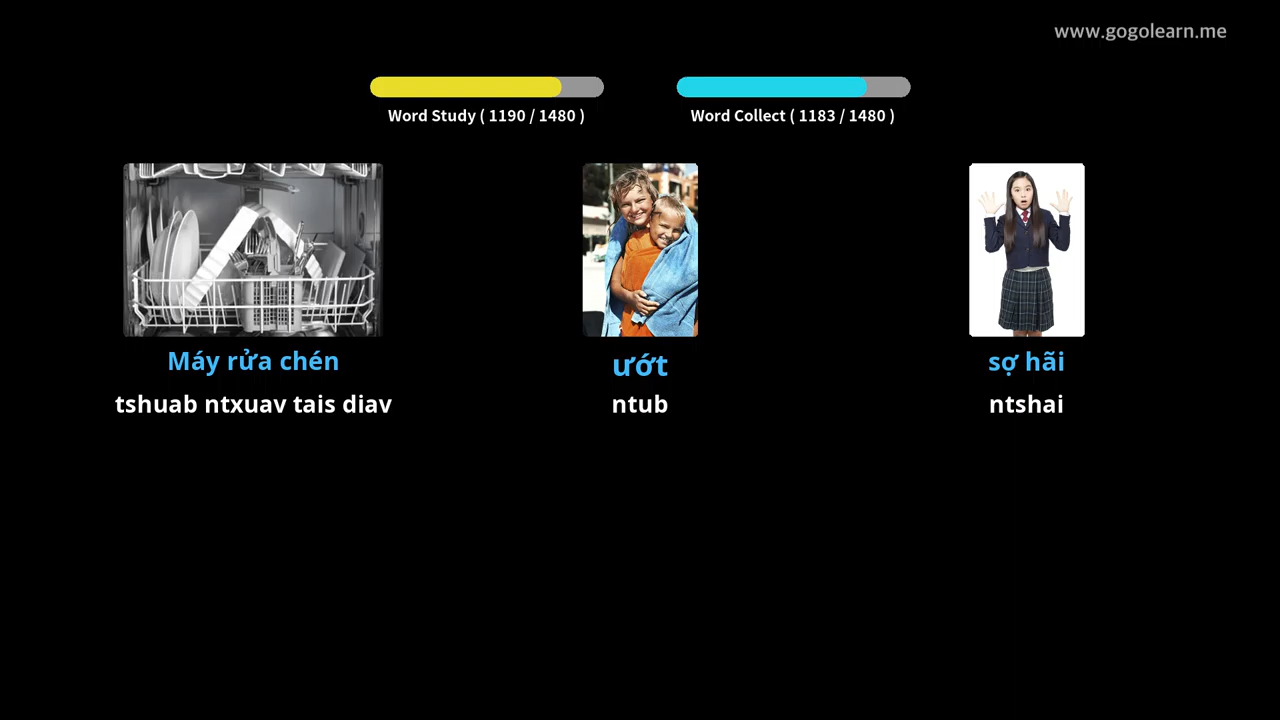 www.gogolearn.me
Word Study ( 1190 / 1480 )
Word Collect ( 1183 / 1480 )
Máy rửa chén
ướt
sợ hãi
tshuab ntxuav tais diav
ntub
ntshai